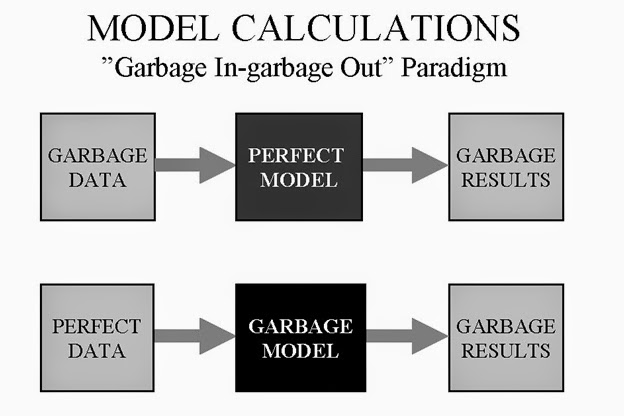 MODEL CALCULATIONS
”Garbage In-garbage Out” Paradigm
GARBAGE
DATA
PERFECT
MODEL
GARBAGE
RESULTS
PERFECT
DATA
GARBAGE
MODEL
GARBAGE
RESULTS